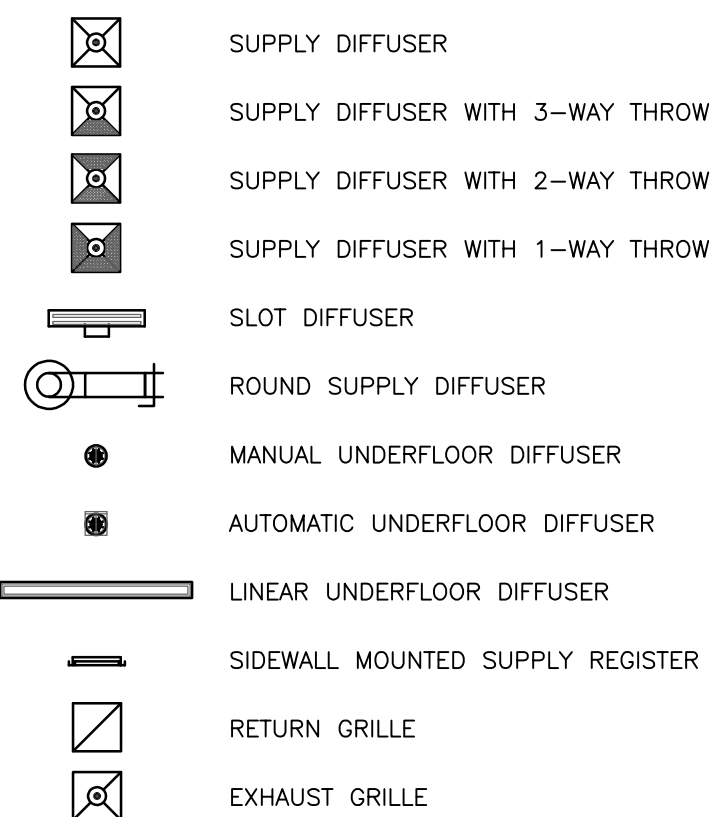 SUPPLY DIFFUSER
SUPPLY DIFFUSER WITH 3–WAY THROW
SUPPLY DIFFUSER WITH 2–WAY THROW
SUPPLY DIFFUSER WITH 1–WAY THROW
SLOT DIFFUSER
ROUND SUPPLY DIFFUSER
MANUAL UNDERFLOOR DIFFUSER
AUTOMATIC UNDERFLOOR DIFFUSER
LINEAR UNDERFLOOR DIFFUSER
SIDEWALL MOUNTED SUPPLY REGISTER
RETURN GRILLE
EXHAUST GRILLE